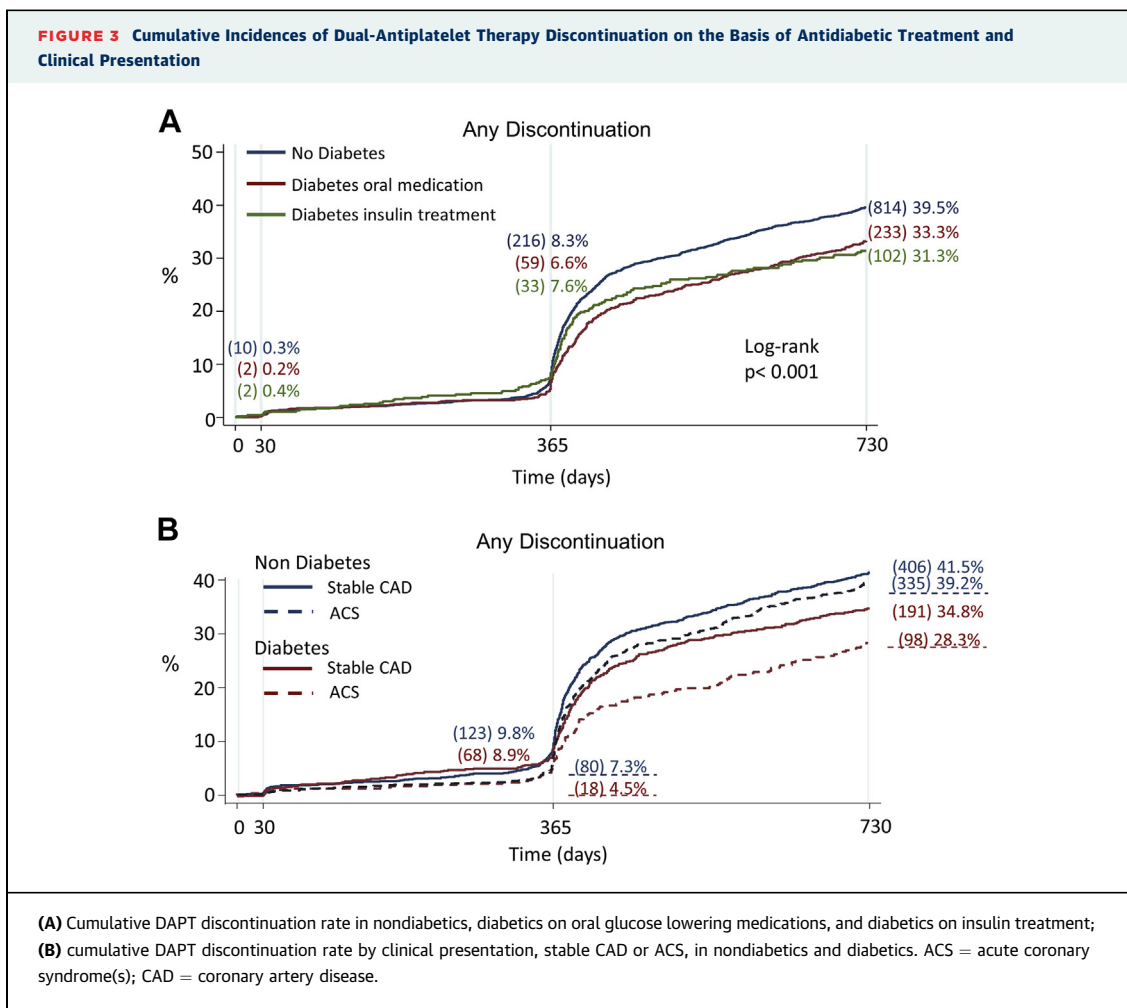 FIGURE 3 Cumulative Incidences of Dual-Antiplatelet Therapy Discontinuation on the Basis of Antidiabetic Treatment and
Clinical Presentation
A
Any Discontinuation
50
40
30
20
10
0
%
No Diabetes
Diabetes oral medication
Diabetes insulin treatment
(10) 0.3%
(2) 0.2%
(2) 0.4%
(216) 8.3%
(59) 6.6%
(33) 7.6%
(814) 39.5%
(233) 33.3%
(102) 31.3%
Log-rank
p< 0.001
0 30 365 730
Time (days)
B
Any Discontinuation
40
30
20
10
0
%
Non Diabetes
Stable CAD
ACS
Diabetes
Stable CAD
ACS
(123) 9.8%
(68) 8.9%
(80) 7.3%
(18) 4.5%
(406) 41.5%
(335) 39.2%
(191) 34.8%
(98) 28.3%
0 30 365 730
Time (days)
(A) Cumulative DAPT discontinuation rate in nondiabetics, diabetics on oral glucose lowering medications, and diabetics on insulin treatment;
(B) cumulative DAPT discontinuation rate by clinical presentation, stable CAD or ACS, in nondiabetics and diabetics. ACS = acute coronary
syndrome(s); CAD = coronary artery disease.